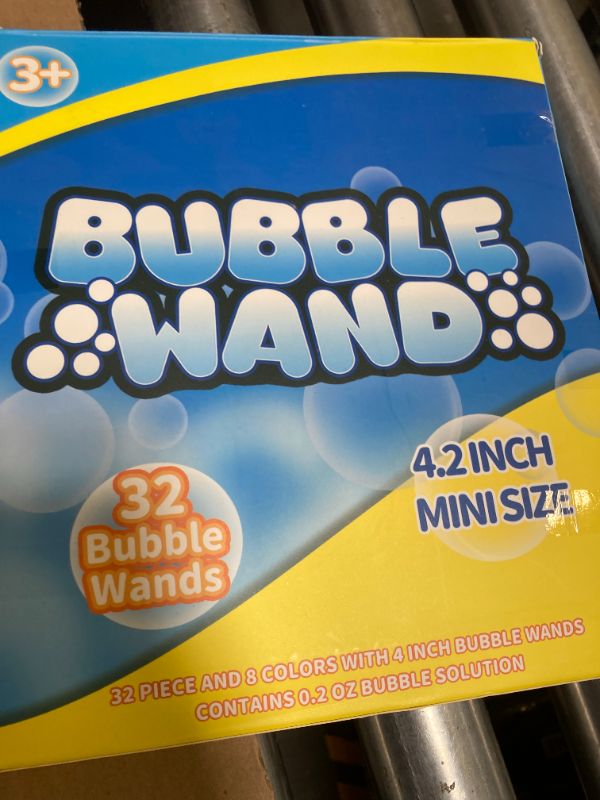 3+
BUBBLE
WAND
4.2 INCH
MINI SIZE
32
Bubble
Wands
32 PIECE AND 8 COLORS WITH 4 INCH BUBBLE WANDS
CONTAINS 0.2 OZ BUBBLE SOLUTION